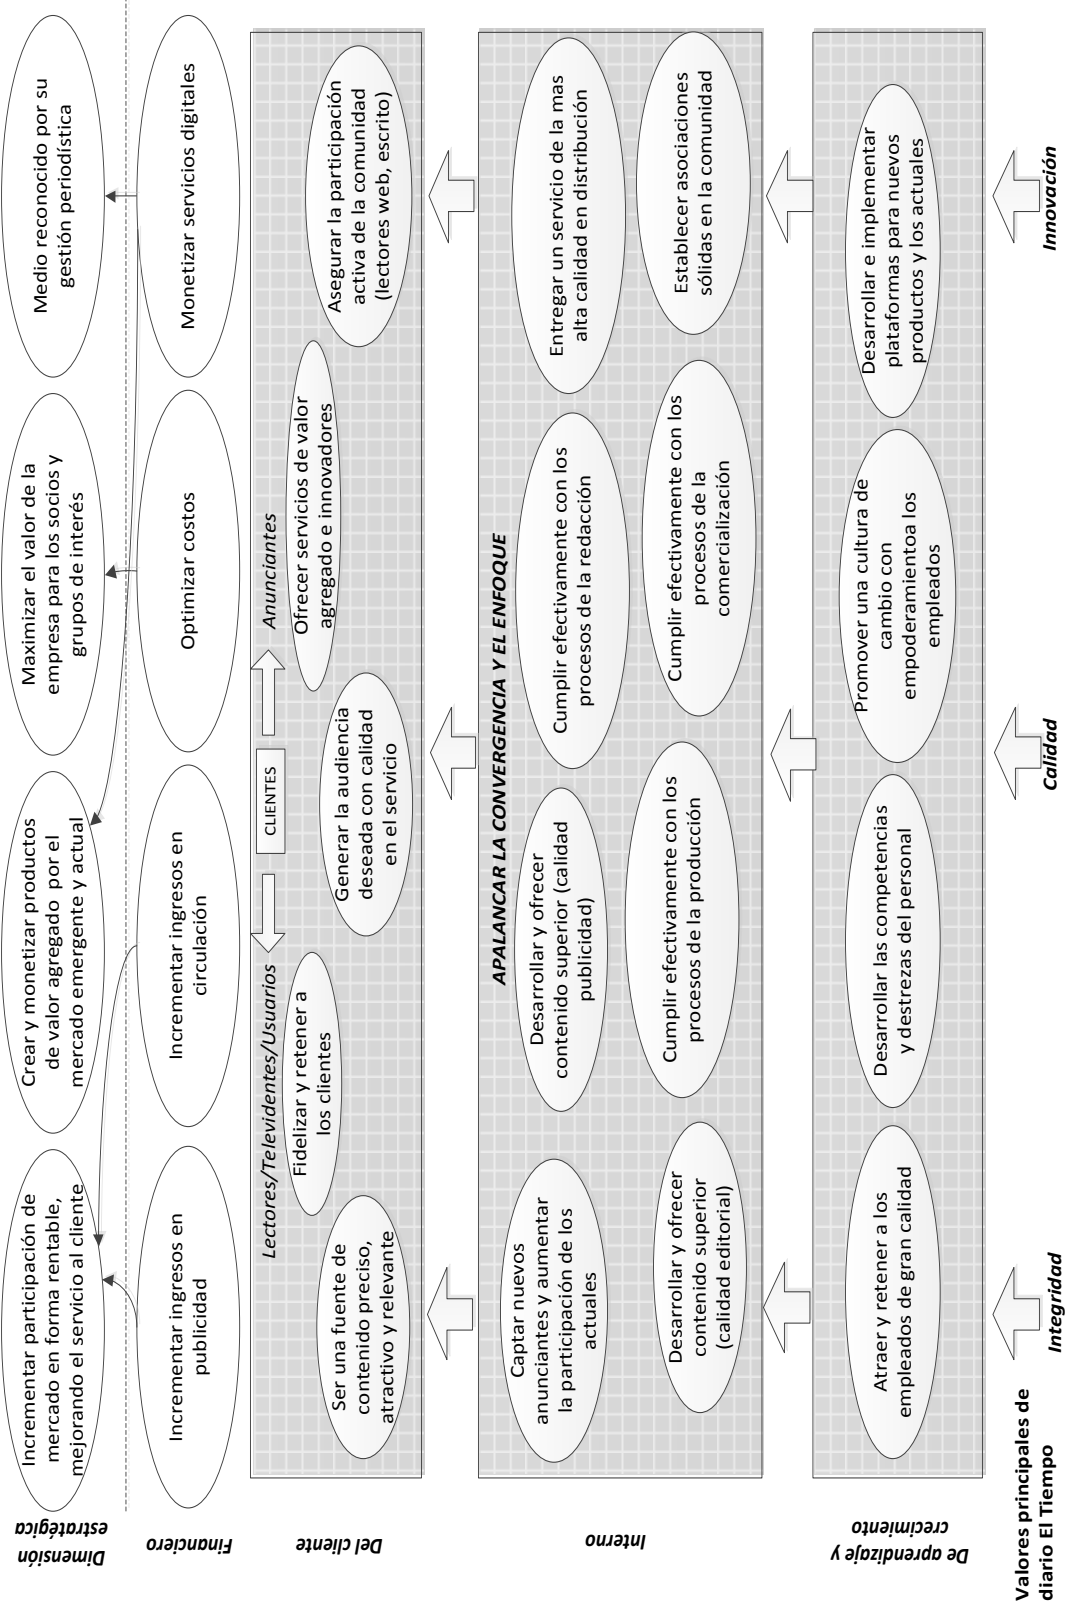 Dimensión
estratégica
Incrementar participación de
mercado en forma rentable,
mejorando el servicio al cliente
Crear y monetizar productos
de valor agregado por el
mercado emergente y actual
Maximizar el valor de la
empresa para los socios y
grupos de interés
Medio reconocido por su
gestión periodística
Financiero
Incrementar ingresos en
publicidad
Incrementar ingresos en
circulación
Optimizar costos
Monetizar servicios digitales
Del cliente
Lectores/Televidentes/Usuarios
CLIENTES
Anunciantes
Ser una fuente de
contenido preciso,
atractivo y relevante
Fidelizar y retener a
los clientes
Generar la audiencia
deseada con calidad
en el servicio
Ofrecer servicios de valor
agregado e innovadores
Asegurar la participación
activa de la comunidad
(lectores web, escrito)
Interno
APALANCAR LA CONVERGENCIA Y EL ENFOQUE
Captar nuevos
anunciantes y aumentar
la participación de los
actuales
Desarrollar y ofrecer
contenido superior (calidad
publicidad)
Cumplir efectivamente con los
procesos de la redacción
Entregar un servicio de la mas
alta calidad en distribución
Desarrollar y ofrecer
contenido superior
(calidad editorial)
Cumplir efectivamente con los
procesos de la producción
Cumplir efectivamente con los
procesos de la
comercialización
Establecer asociaciones
sólidas en la comunidad
De aprendizaje y
crecimiento
Atraer y retener a los
empleados de gran calidad
Desarrollar las competencias
y destrezas del personal
Promover una cultura de
cambio con
empoderamientoa los
empleados
Desarrollar e implementar
plataformas para nuevos
productos y los actuales
Valores principales de
diario El Tiempo
Integridad
Calidad
Innovación